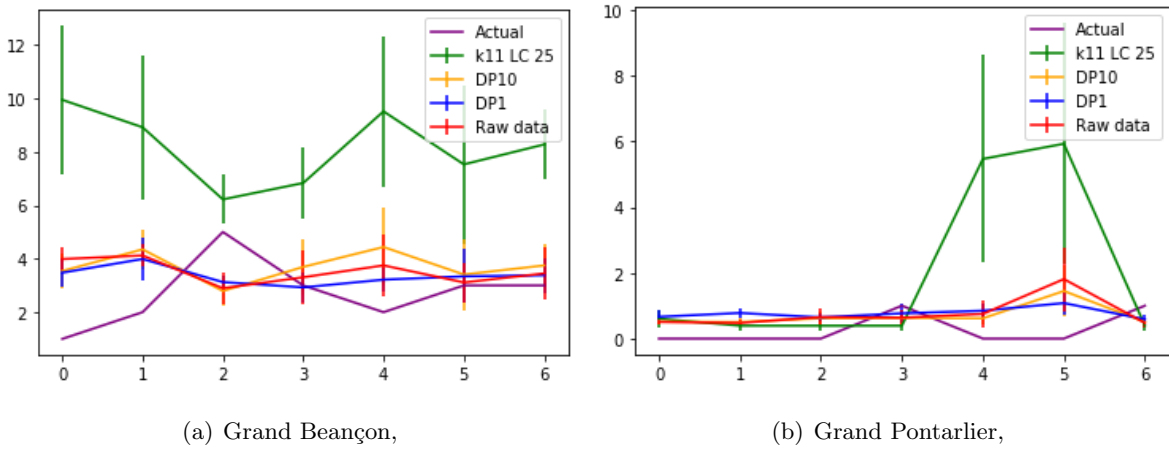 12
10
8
6
4
2
0 1 2 3 4 5 6
Actual
k11 LC 25
DP10
DP1
Raw data
(a) Grand Beançon,
10
8
6
4
2
0
0 1 2 3 4 5 6
Actual
k11 LC 25
DP10
DP1
Raw data
(b) Grand Pontarlier,